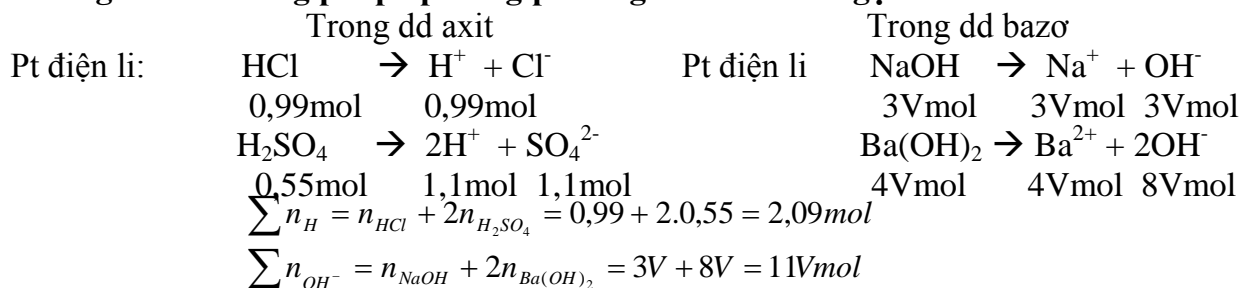 Trong dd axit Trong dd bazơ
Pt điện li: HCl → H⁺ + Cl⁻ Pt điện li NaOH → Na⁺ + OH⁻
0,99mol 0,99mol 3Vmol 3Vmol 3Vmol
H₂SO₄ → 2H⁺ + SO₄²⁻ Ba(OH)₂ → Ba²⁺ + 2OH⁻
0,55mol 1,1mol 1,1mol 4Vmol 4Vmol 8Vmol
∑n_H = n_HCl + 2n_H₂SO₄ = 0,99 + 2.0,55 = 2,09mol
∑n_OH⁻ = n_NaOH + 2n_Ba(OH)₂ = 3V + 8V = 11Vmol